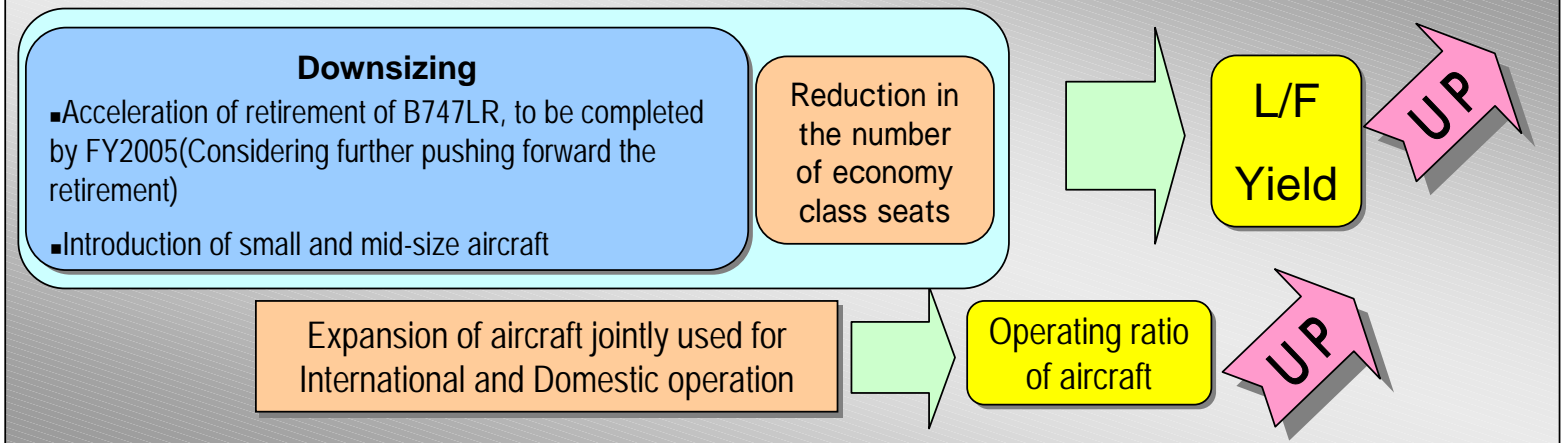 Downsizing
▪Acceleration of retirement of B747LR, to be completed
by FY2005(Considering further pushing forward the
retirement)
▪Introduction of small and mid-size aircraft
Reduction in
the number
of economy
class seats
L/F
Yield
UP
Expansion of aircraft jointly used for
International and Domestic operation
Operating ratio
of aircraft
UP